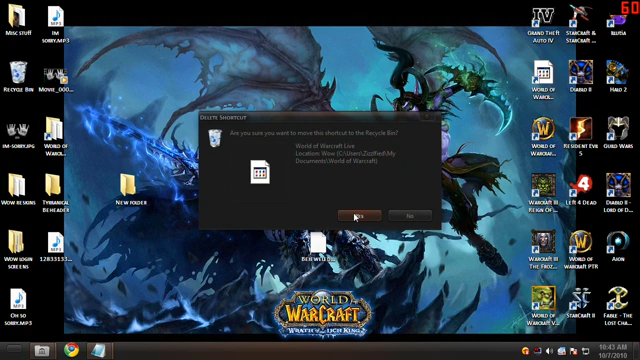 60
Misc stuff
Im sorry.MP3
Grand Theft Auto IV
StarCraft & StarCraft ...
Recycle Bin
Movie_000...
World of
Diablo II
Halo 2
Delete Shortcut
Are you sure you want to move this shortcut to the Recycle Bin?
World of Warcraft Live
Location: Wow (C:\Users\Zizified\My
Documents\World of Warcraft)
Yes
No
im-sorry.jpg
World of Warc...
World of Warcraft
Resident Evil 5
Guild Wars
Wow resigns
Tyrannical Beheader
New folder
Warcraft III Reign of ...
Left 4 Dead
Diablo II - Lord of D...
Wow login screens
12833133...
Warcraft III The Froz...
World of Warcraft PTR
Aion
Oh so sorry.MP3
World of Warcraft
Wrath of the Lich King
Warcraft II
StarCraft II
Fable - The Lost Cha...
10:43 AM
10/7/2010